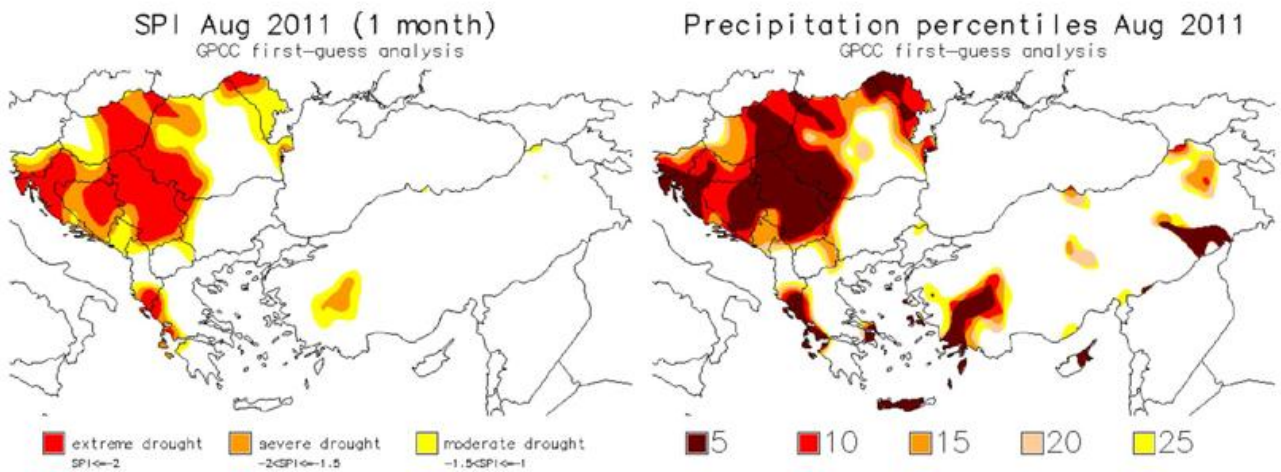 SPI Aug 2011 (1 month)
GPCC first-guess analysis
extreme drought
SPI<=-2
severe drought
-2<SPI<=-1.5
moderate drought
-1.5<SPI<=-1
Precipitation percentiles Aug 2011
GPCC first-guess analysis
5 10 15 20 25